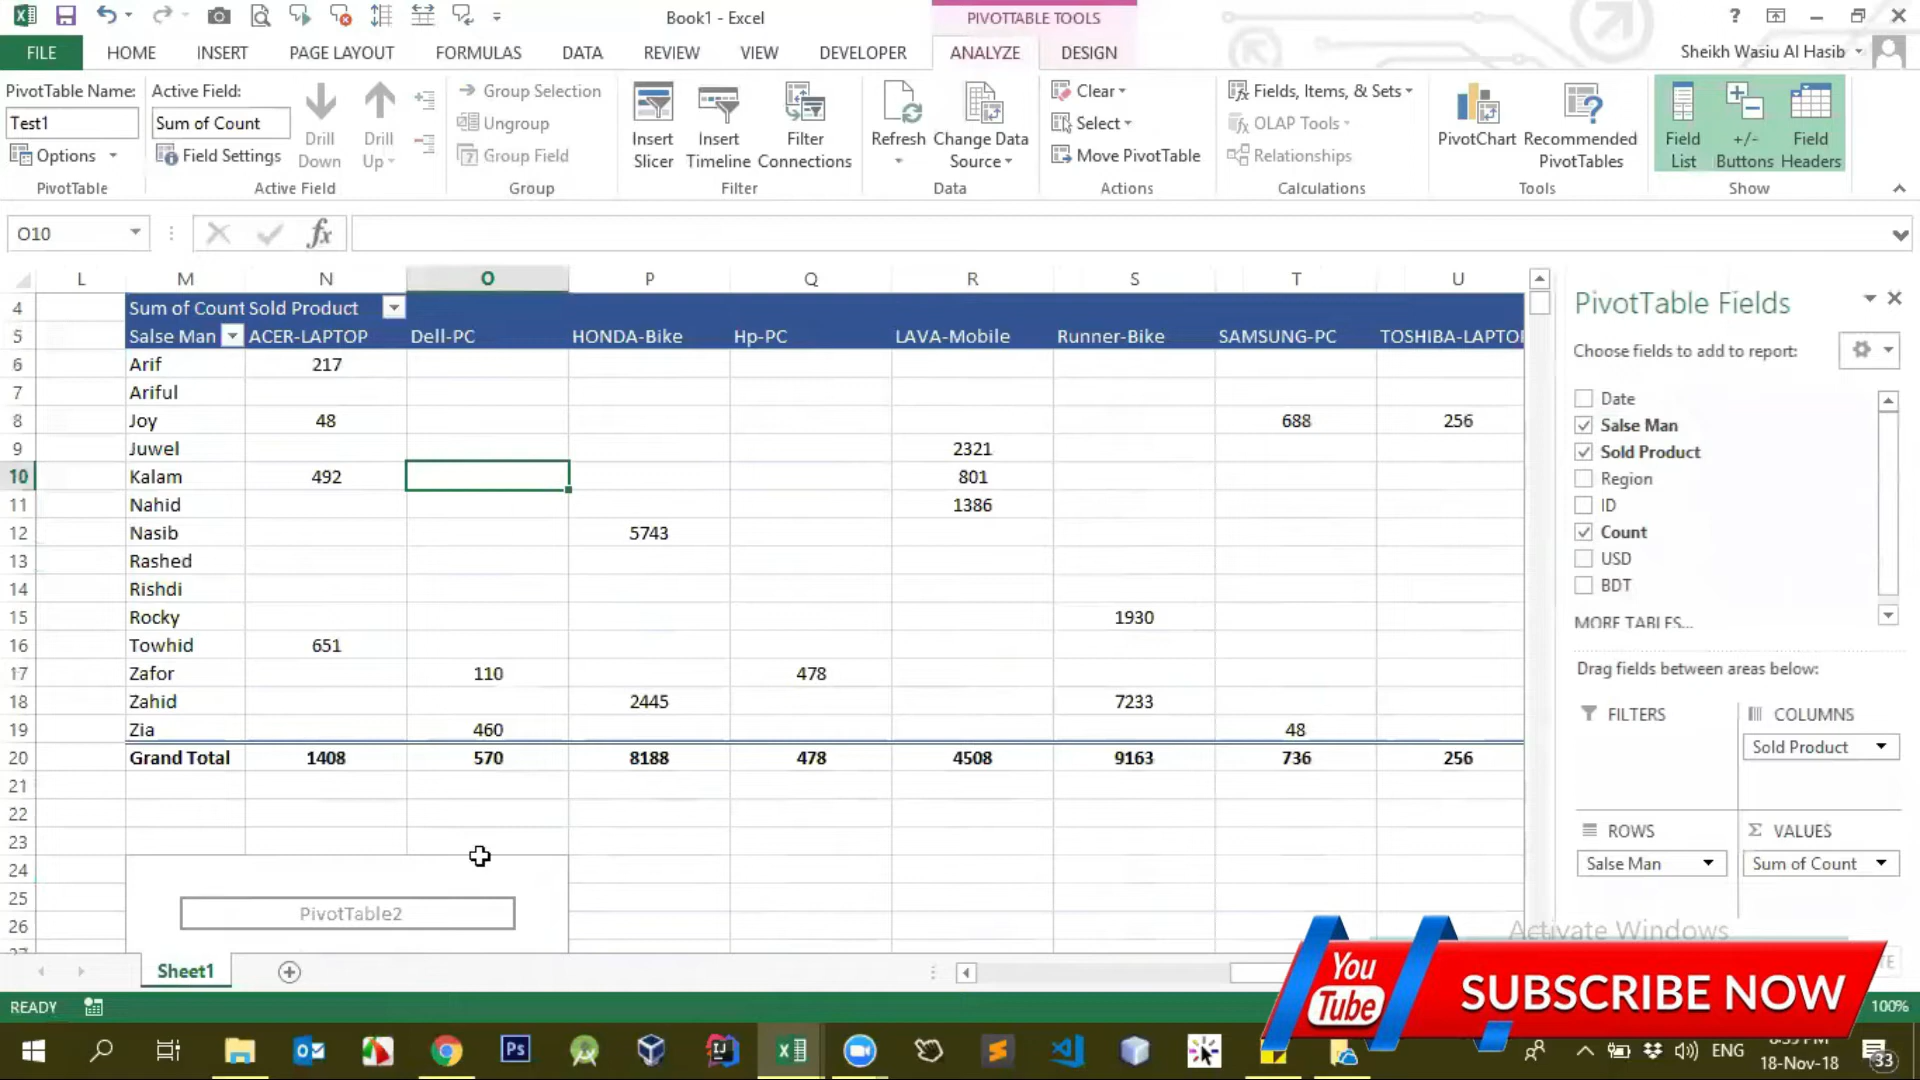 Book1 - Excel
PIVOTTABLE TOOLS
?
FILE HOME INSERT PAGE LAYOUT FORMULAS DATA REVIEW VIEW DEVELOPER ANALYZE DESIGN
Sheikh Wasiu Al Hasib
PivotTable Name:
Test1
Options
PivotTable
Active Field:
Sum of Count
Field Settings
Drill Down
Drill Up
Active Field
Group Selection
Ungroup
Group Field
Group
Insert Slicer
Insert Timeline
Filter Connections
Filter
Refresh
Change Data Source
Data
Clear
Select
Move PivotTable
Actions
Fields, Items, & Sets
OLAP Tools
Relationships
Calculations
PivotChart
Recommended PivotTables
Tools
Field List
+/- Buttons
Field Headers
Show
O10
fx
L M N O P Q R S T U
4 Sum of Count Sold Product
5 Salse Man ACER-LAPTOP Dell-PC HONDA-Bike Hp-PC LAVA-Mobile Runner-Bike SAMSUNG-PC TOSHIBA-LAPTOP
6 Arif 217
7 Ariful
8 Joy 48 688 256
9 Juwel 2321
10 Kalam 492 801
11 Nahid 1386
12 Nasib 5743
13 Rashed
14 Rishdi
15 Rocky 1930
16 Towhid 651
17 Zafor 110 478
18 Zahid 2445 7233
19 Zia 460 48
20 Grand Total 1408 570 8188 478 4508 9163 736 256
21
22
23
24
25
26
27
PivotTable2
PivotTable Fields
Choose fields to add to report:
Date
Salse Man
Sold Product
Region
ID
Count
USD
BDT
MORE TABLES...
Drag fields between areas below:
FILTERS
COLUMNS
Sold Product
ROWS
Salse Man
VALUES
Sum of Count
Activate Windows
Sheet1
You Tube
SUBSCRIBE NOW
READY
100%
Ps
IJ
ENG
18-Nov-18
33